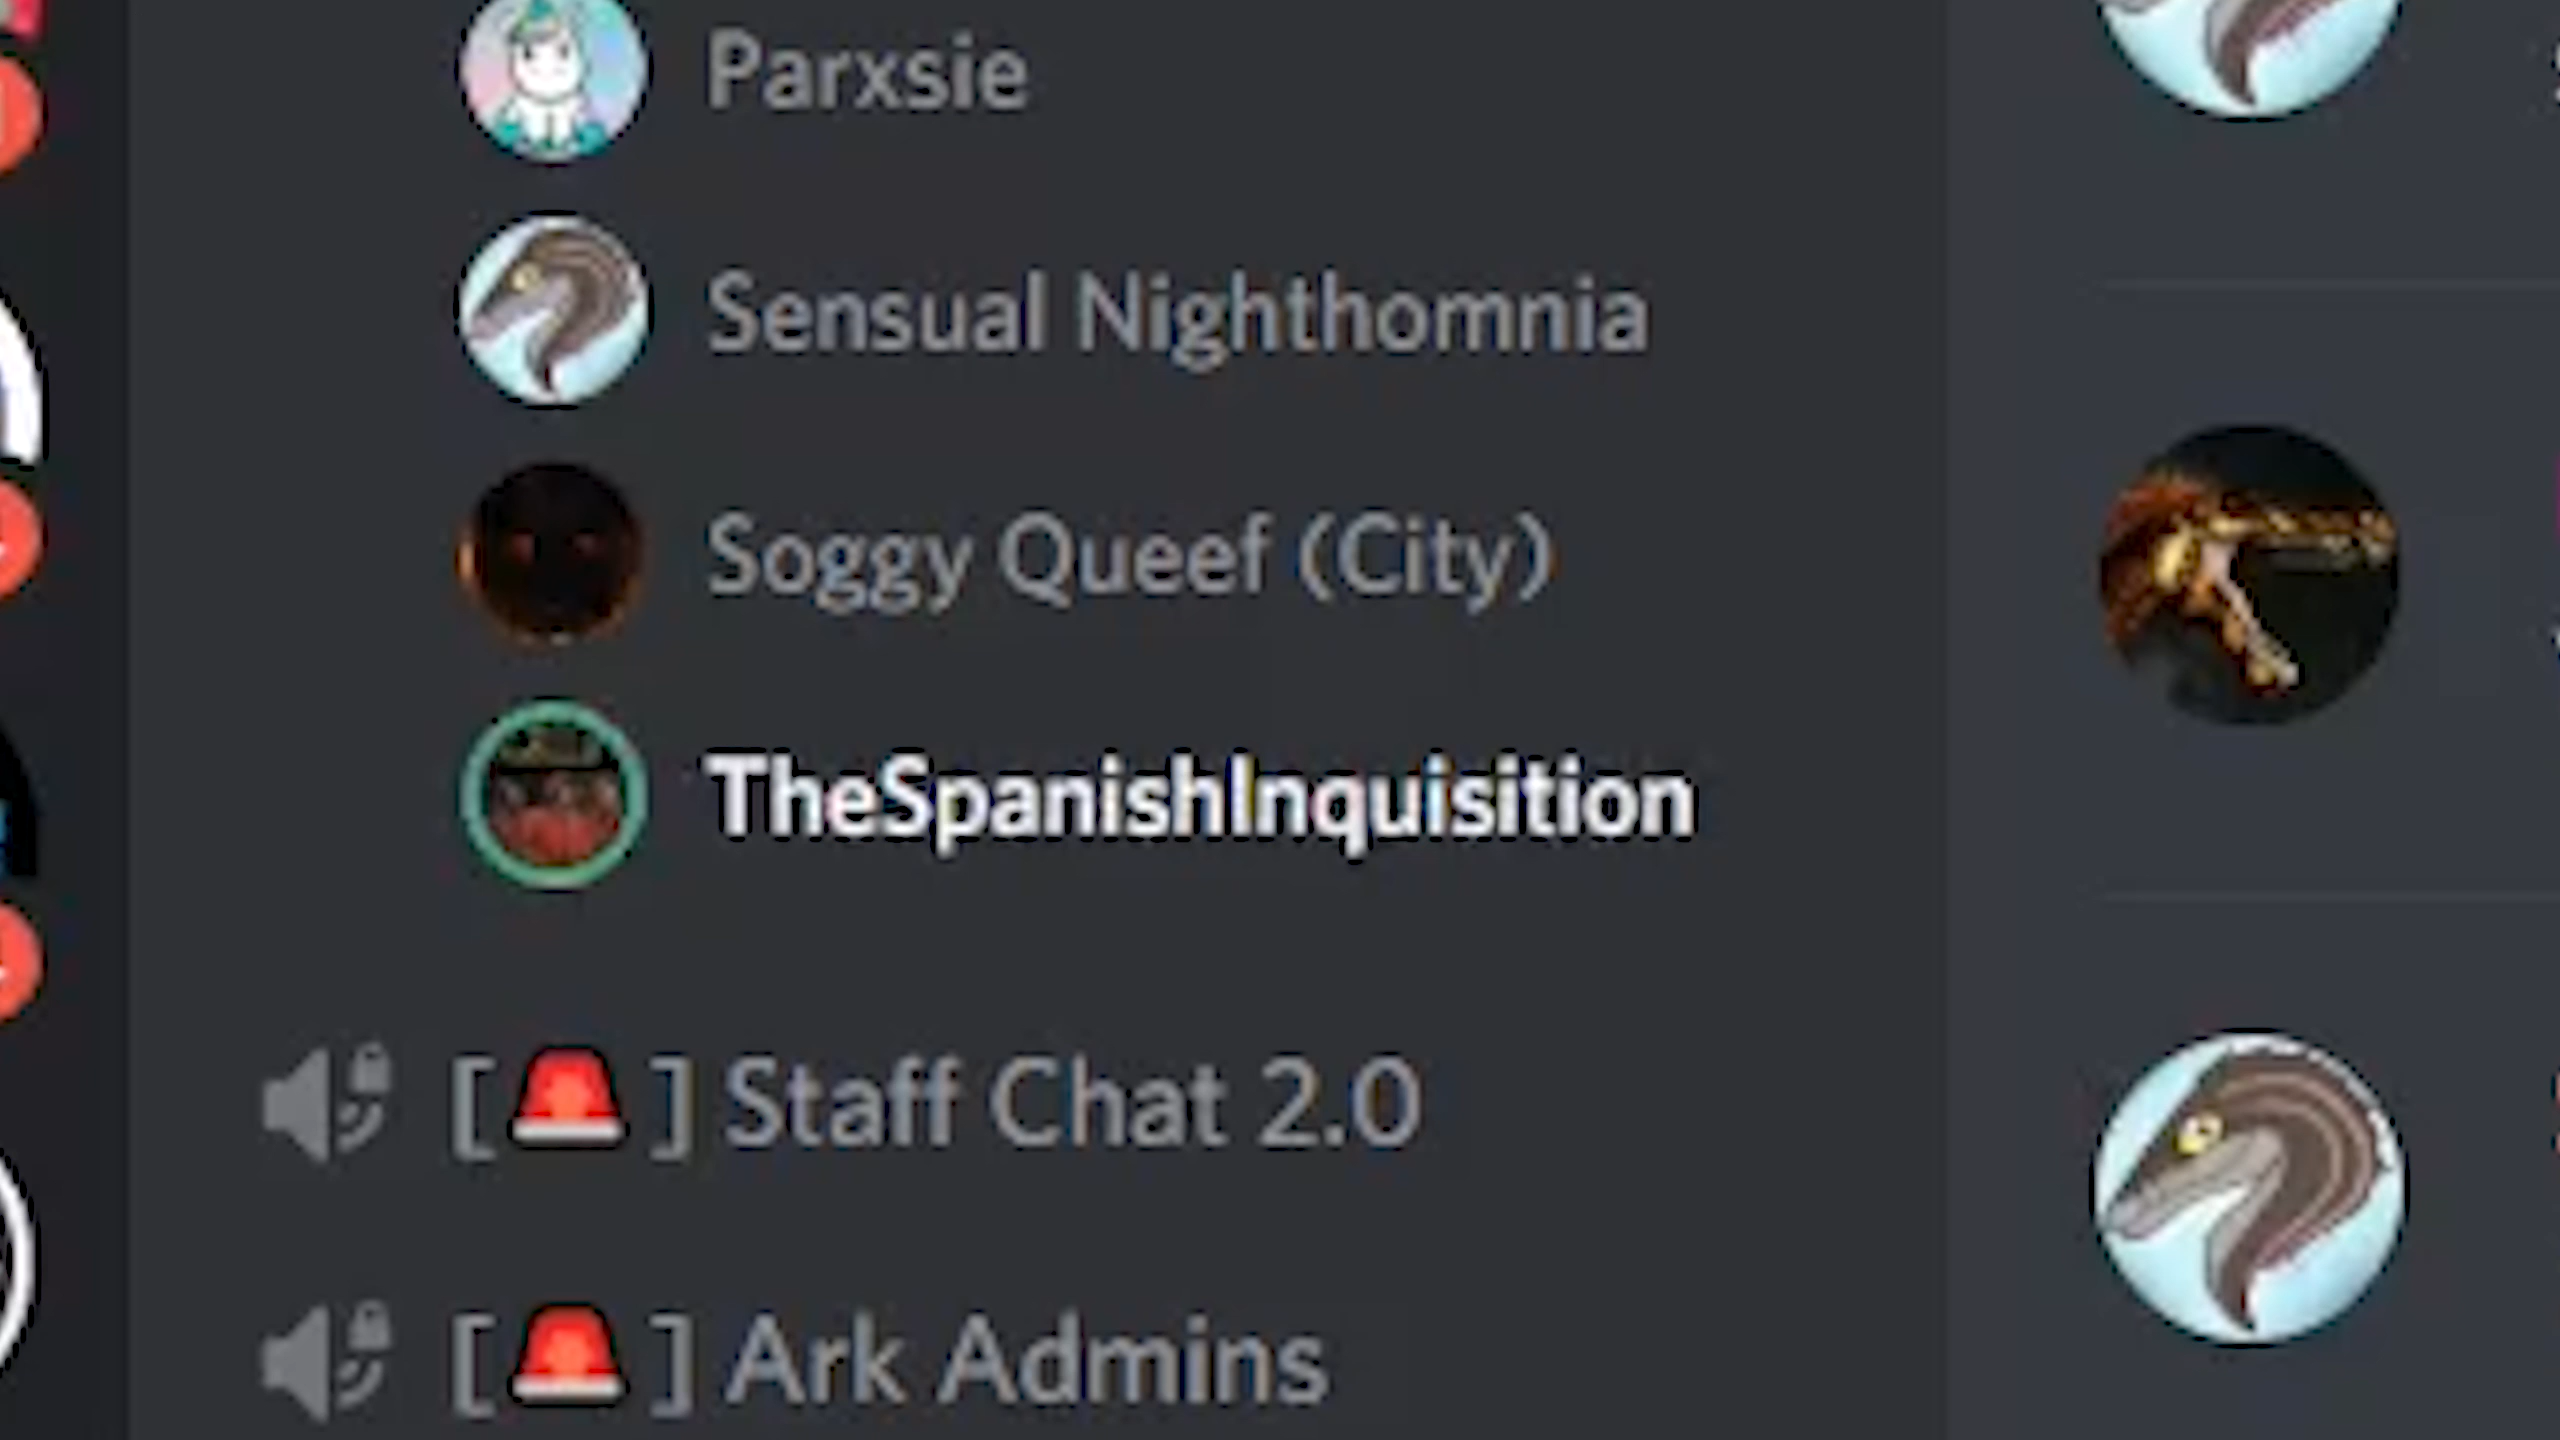 Parxsie
Sensual Nighthomnia
Soggy Queef (City)
TheSpanishInquisition
[🚨] Staff Chat 2.0
[🚨] Ark Admins